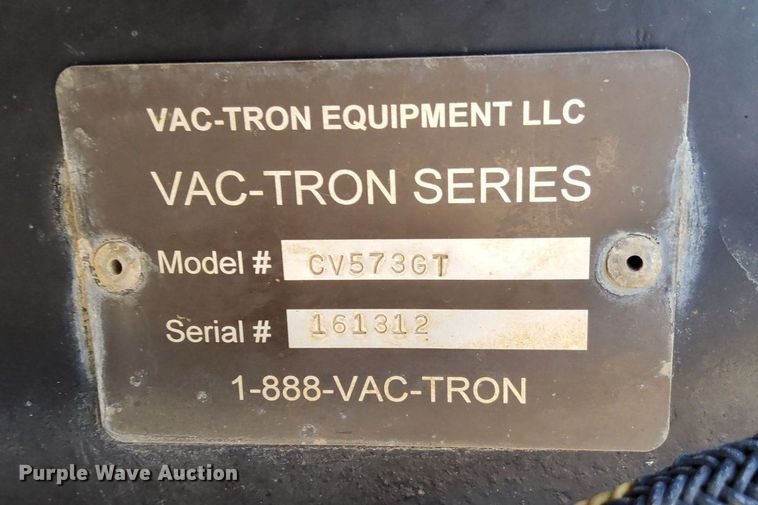 VAC-TRON EQUIPMENT LLC
VAC-TRON SERIES
Model # CV573GT
Serial # 161312
1-888-VAC-TRON
Purple Wave Auction